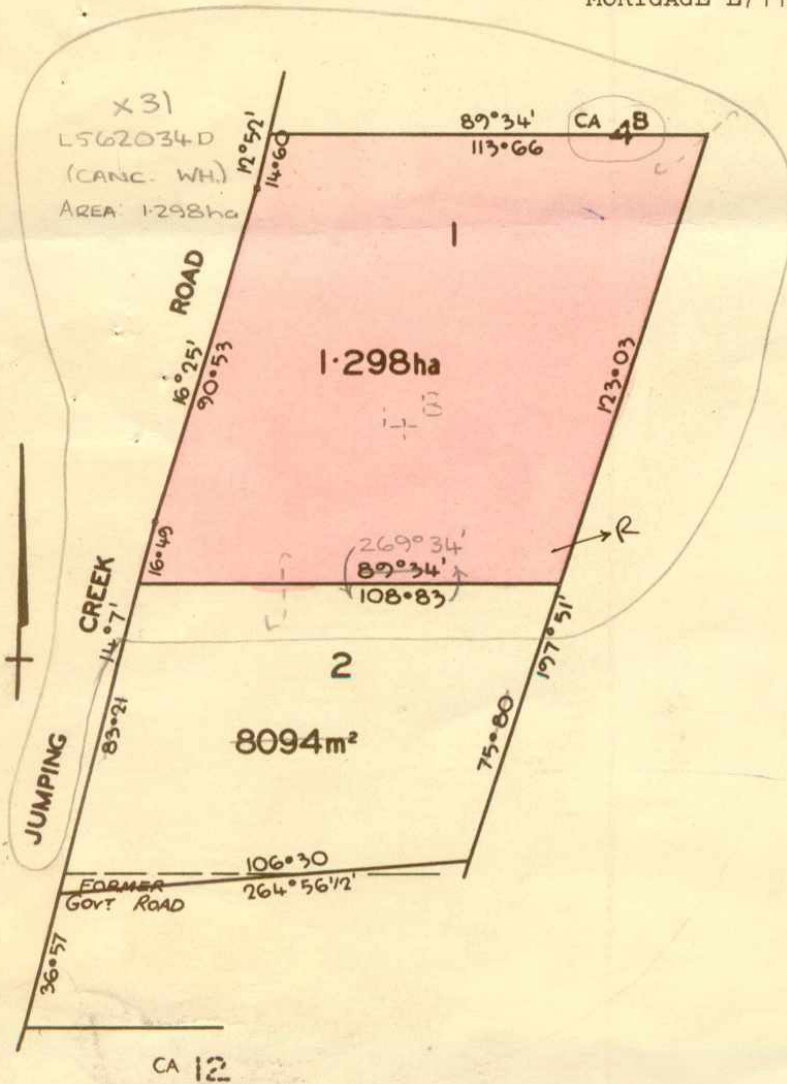 MORTGAGE
x 31
L562034D
(CANC. WH.)
AREA: 1·298ha
12°52'
14·60
89°34'
113·66
CA 4B
1
ROAD
16°25'
90·53
1·298ha
123·03
R
16·49
269°34'
89°34'
108·83
CREEK
14°7'
197°51'
2
83·21
8094m²
75·80
JUMPING
106·30
264°56½'
FORMER
GOVT ROAD
36·57
CA 12